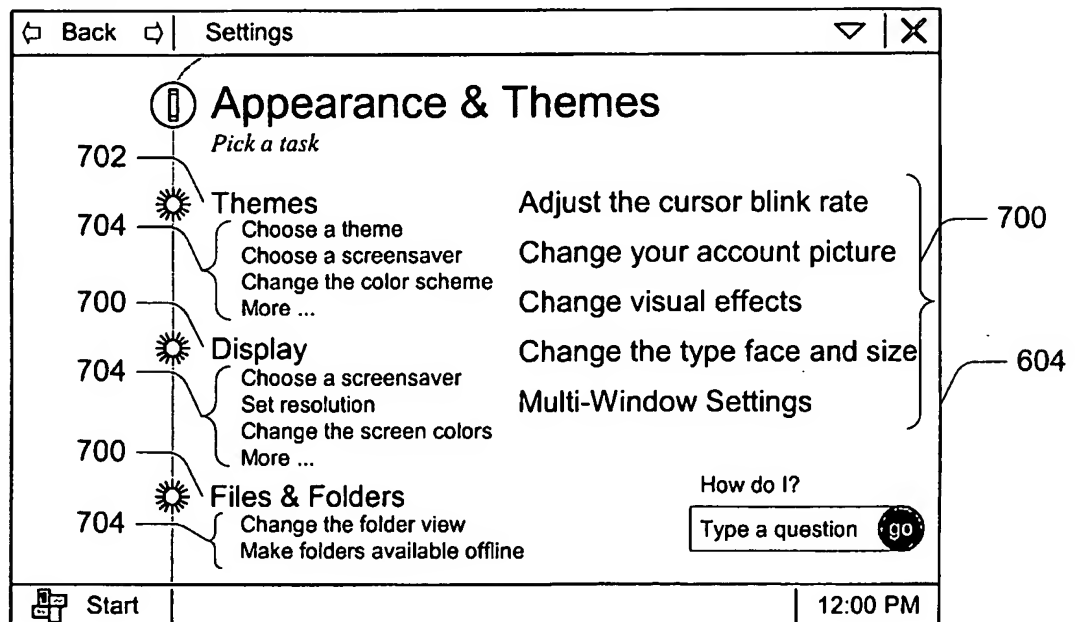 Back Settings
Appearance & Themes
Pick a task
702
Themes
704
Choose a theme
Choose a screensaver
Change the color scheme
More ...
700
Display
704
Choose a screensaver
Set resolution
Change the screen colors
More ...
700
Files & Folders
704
Change the folder view
Make folders available offline
Adjust the cursor blink rate
Change your account picture
Change visual effects
Change the type face and size
Multi-Window Settings
700
604
How do I?
Type a question go
Start 12:00 PM